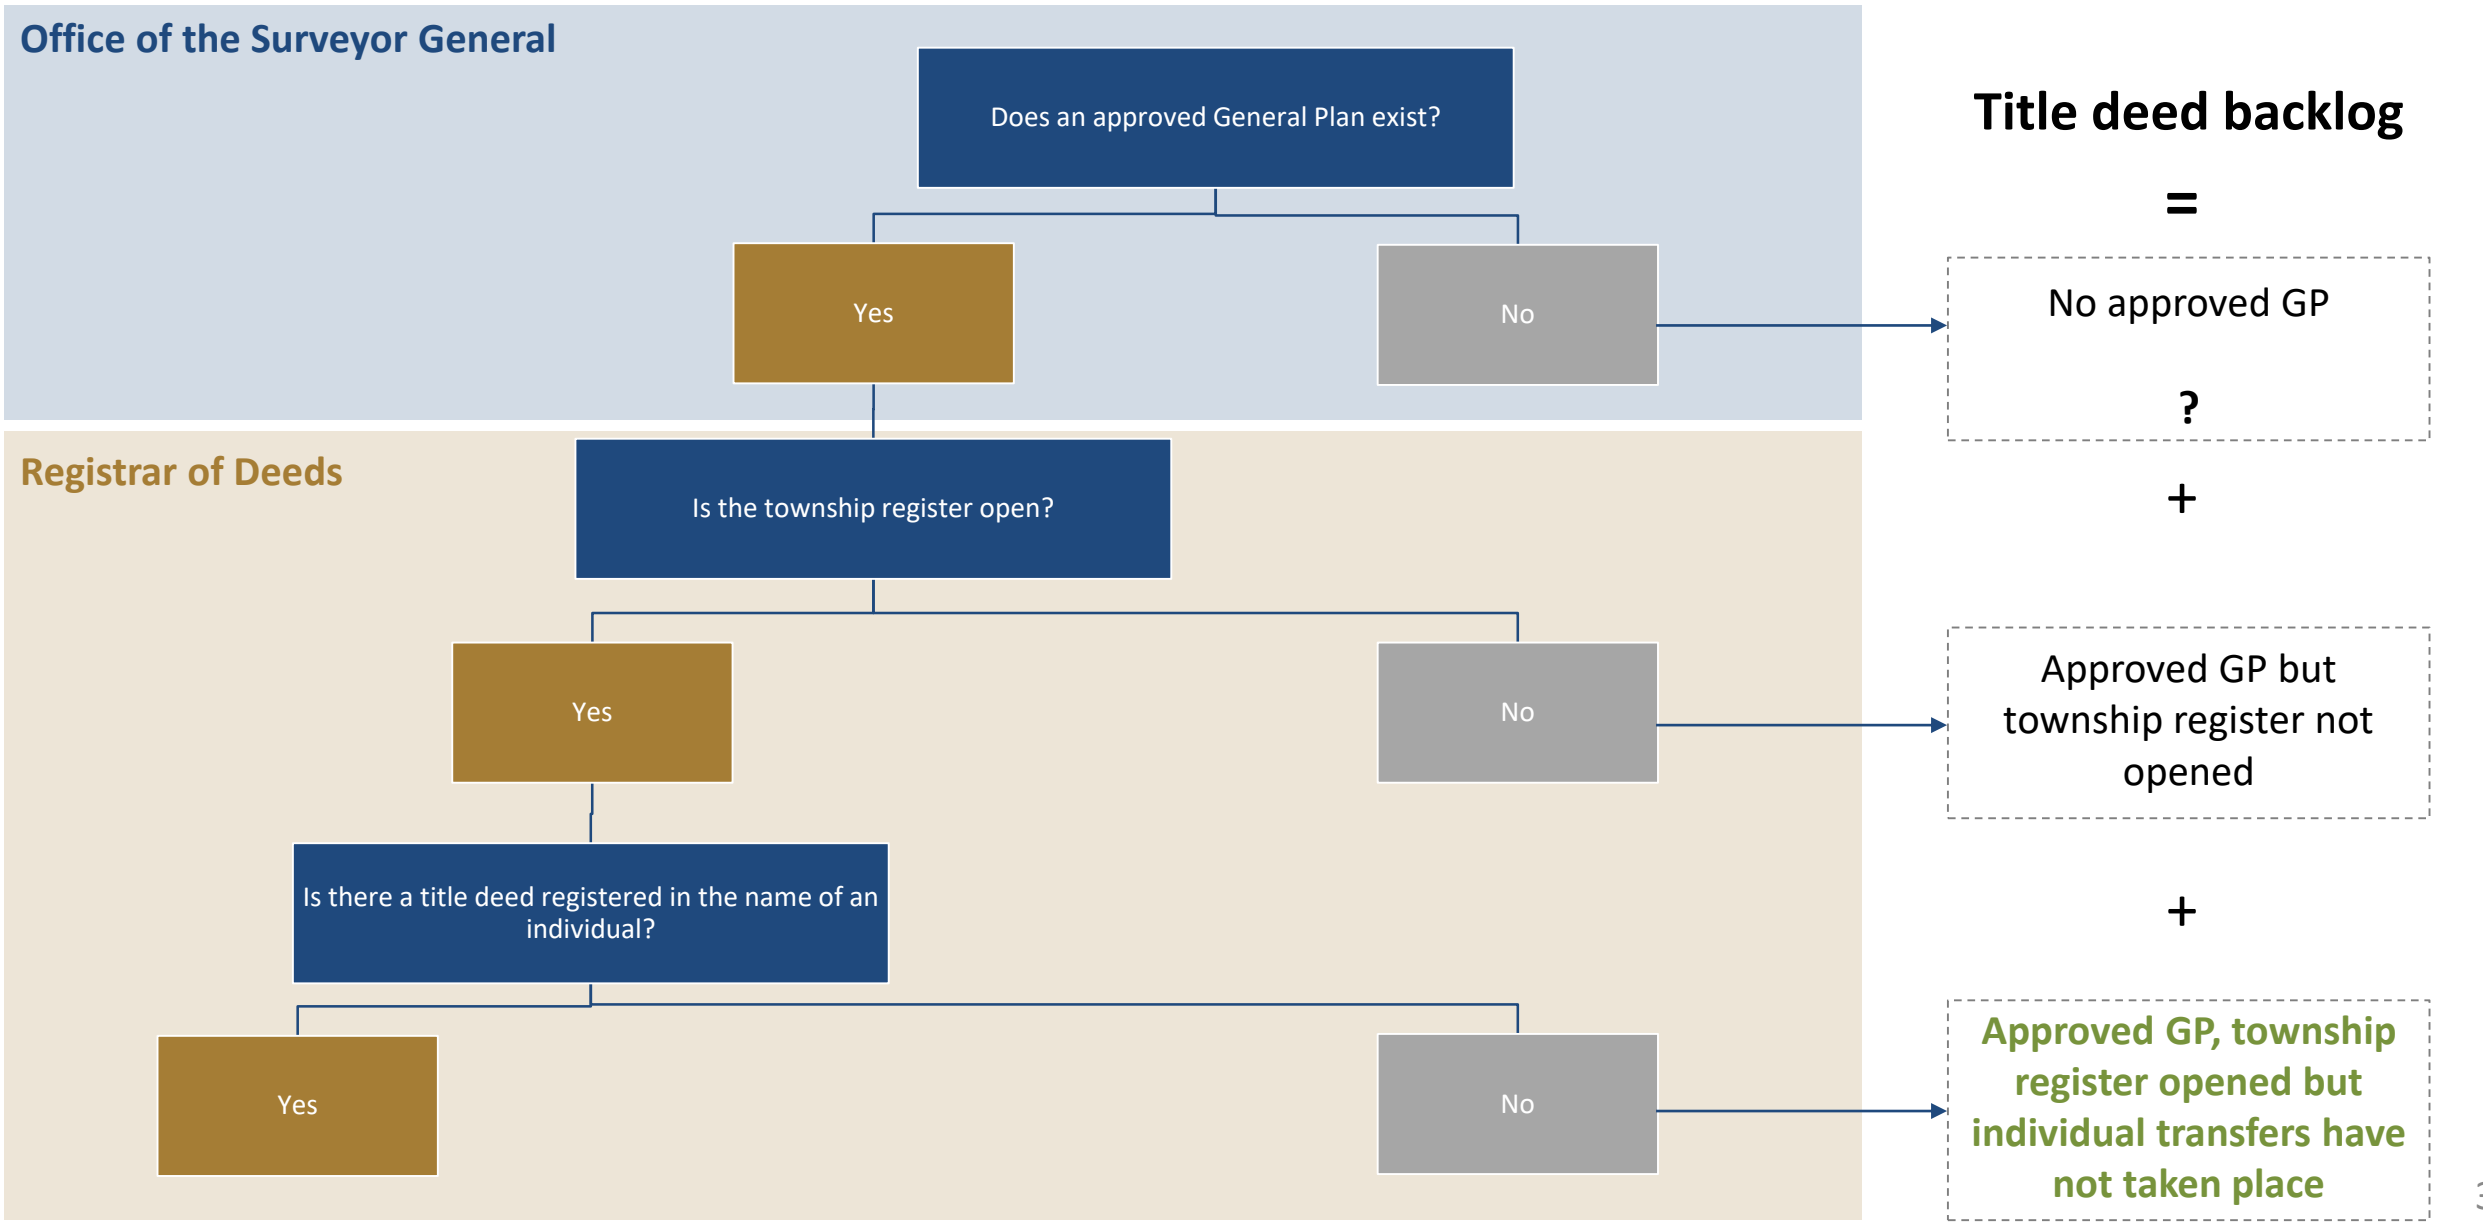 Office of the Surveyor General
Does an approved General Plan exist?
Title deed backlog
=
Yes
No
No approved GP
?
Registrar of Deeds
Is the township register open?
+
Yes
No
Approved GP but
township register not
opened
Is there a title deed registered in the name of an
individual?
+
Yes
No
Approved GP, township
register opened but
individual transfers have
not taken place